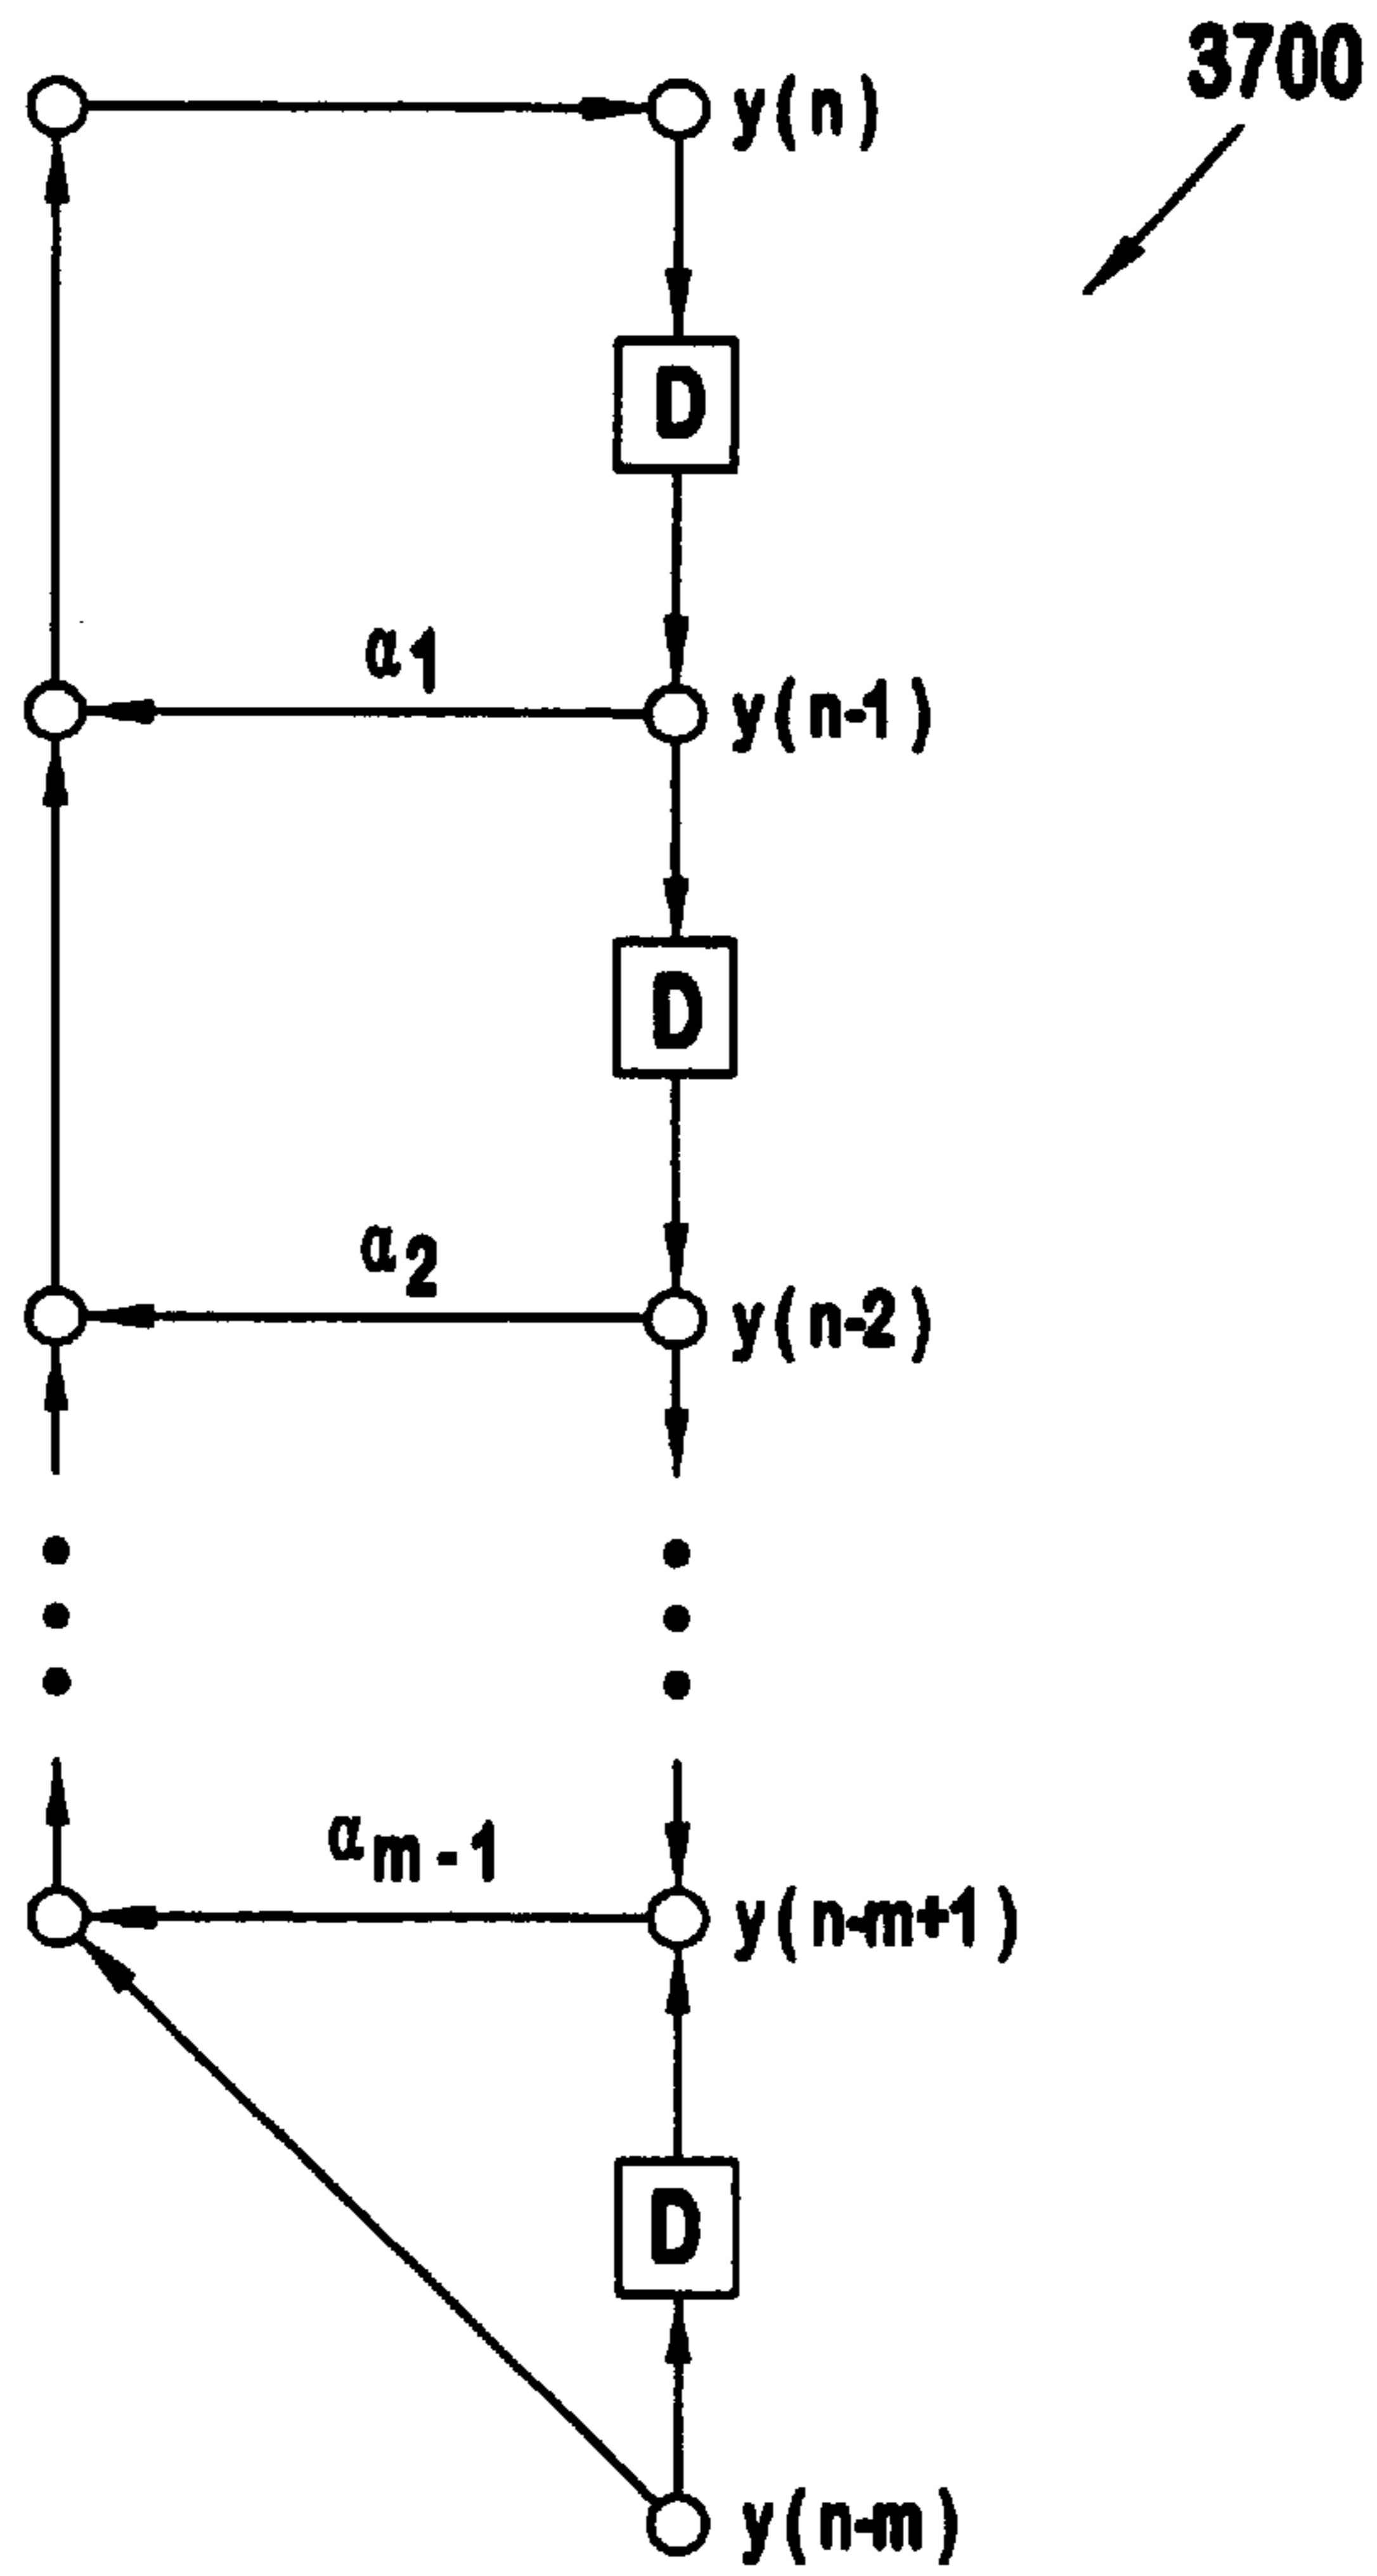 3700
y(n)
D
α1
y(n-1)
D
α2
y(n-2)
αm-1
y(n-m+1)
D
y(n-m)